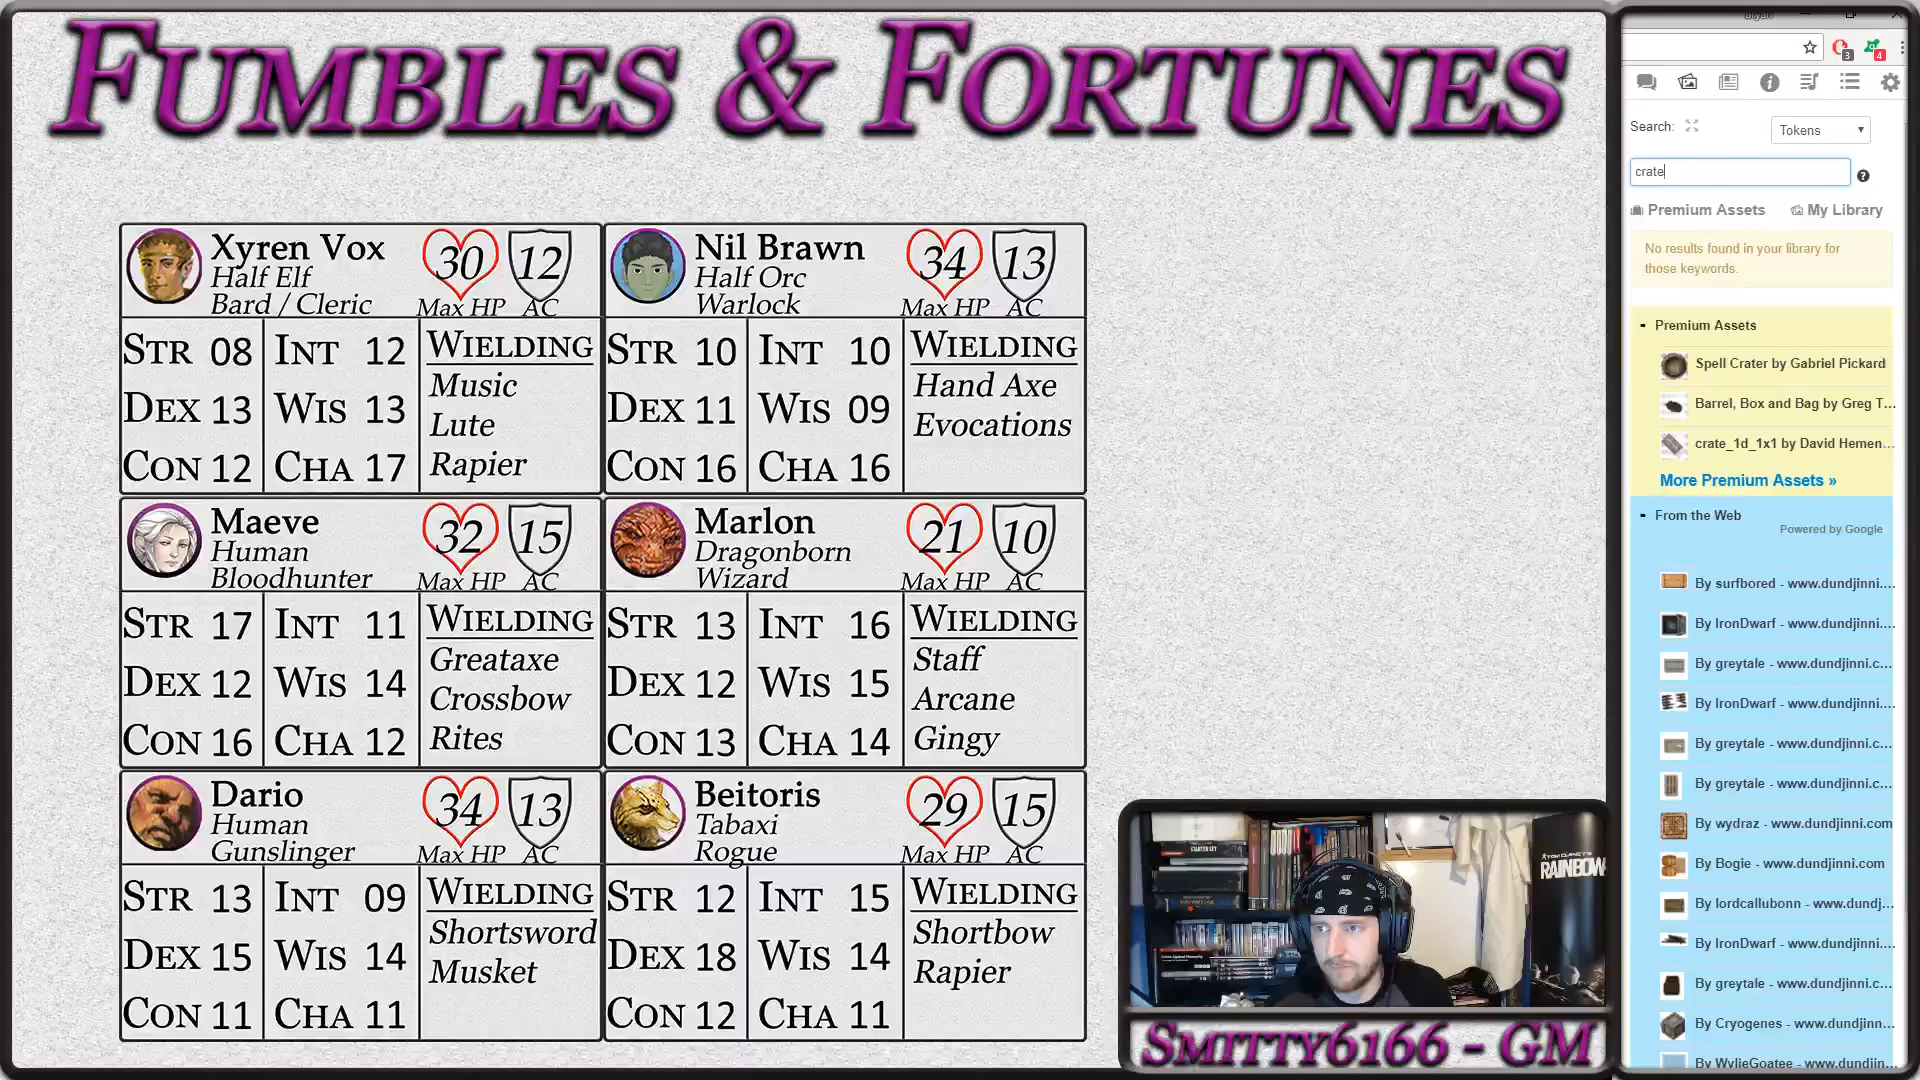 FUMBLES & FORTUNES
Xyren Vox
Half Elf
Bard / Cleric
30
Max HP
12
AC
STR 08
DEX 13
CON 12
INT 12
WIS 13
CHA 17
WIELDING
Music
Lute
Rapier
Nil Brawn
Half Orc
Warlock
34
Max HP
13
AC
STR 10
DEX 11
CON 16
INT 10
WIS 09
CHA 16
WIELDING
Hand Axe
Evocations
Maeve
Human
Bloodhunter
32
Max HP
15
AC
STR 17
DEX 12
CON 16
INT 11
WIS 14
CHA 12
WIELDING
Greataxe
Crossbow
Rites
Marlon
Dragonborn
Wizard
21
Max HP
10
AC
STR 13
DEX 12
CON 13
INT 16
WIS 15
CHA 14
WIELDING
Staff
Arcane
Gingy
Dario
Human
Gunslinger
34
Max HP
13
AC
STR 13
DEX 15
CON 11
INT 09
WIS 14
CHA 11
WIELDING
Shortsword
Musket
Beitoris
Tabaxi
Rogue
29
Max HP
15
AC
STR 12
DEX 18
CON 12
INT 15
WIS 14
CHA 11
WIELDING
Shortbow
Rapier
STARTER SET
RAINBOW
SMITTY6166 - GM
3
4
Search:
Tokens
crate
Premium Assets
My Library
No results found in your library for
those keywords.
Premium Assets
Spell Crater by Gabriel Pickard
Barrel, Box and Bag by Greg T...
crate_1d_1x1 by David Hemen...
More Premium Assets »
From the Web
Powered by Google
By surfbored - www.dundjinni....
By IronDwarf - www.dundjinni....
By greytale - www.dundjinni.c...
By IronDwarf - www.dundjinni....
By greytale - www.dundjinni.c...
By greytale - www.dundjinni.c...
By wydraz - www.dundjinni.com
By Bogie - www.dundjinni.com
By lordcallubonn - www.dundj...
By IronDwarf - www.dundjinni....
By greytale - www.dundjinni.c...
By Cryogenes - www.dundjinn...
By WylieGoatee - www.dundjin...